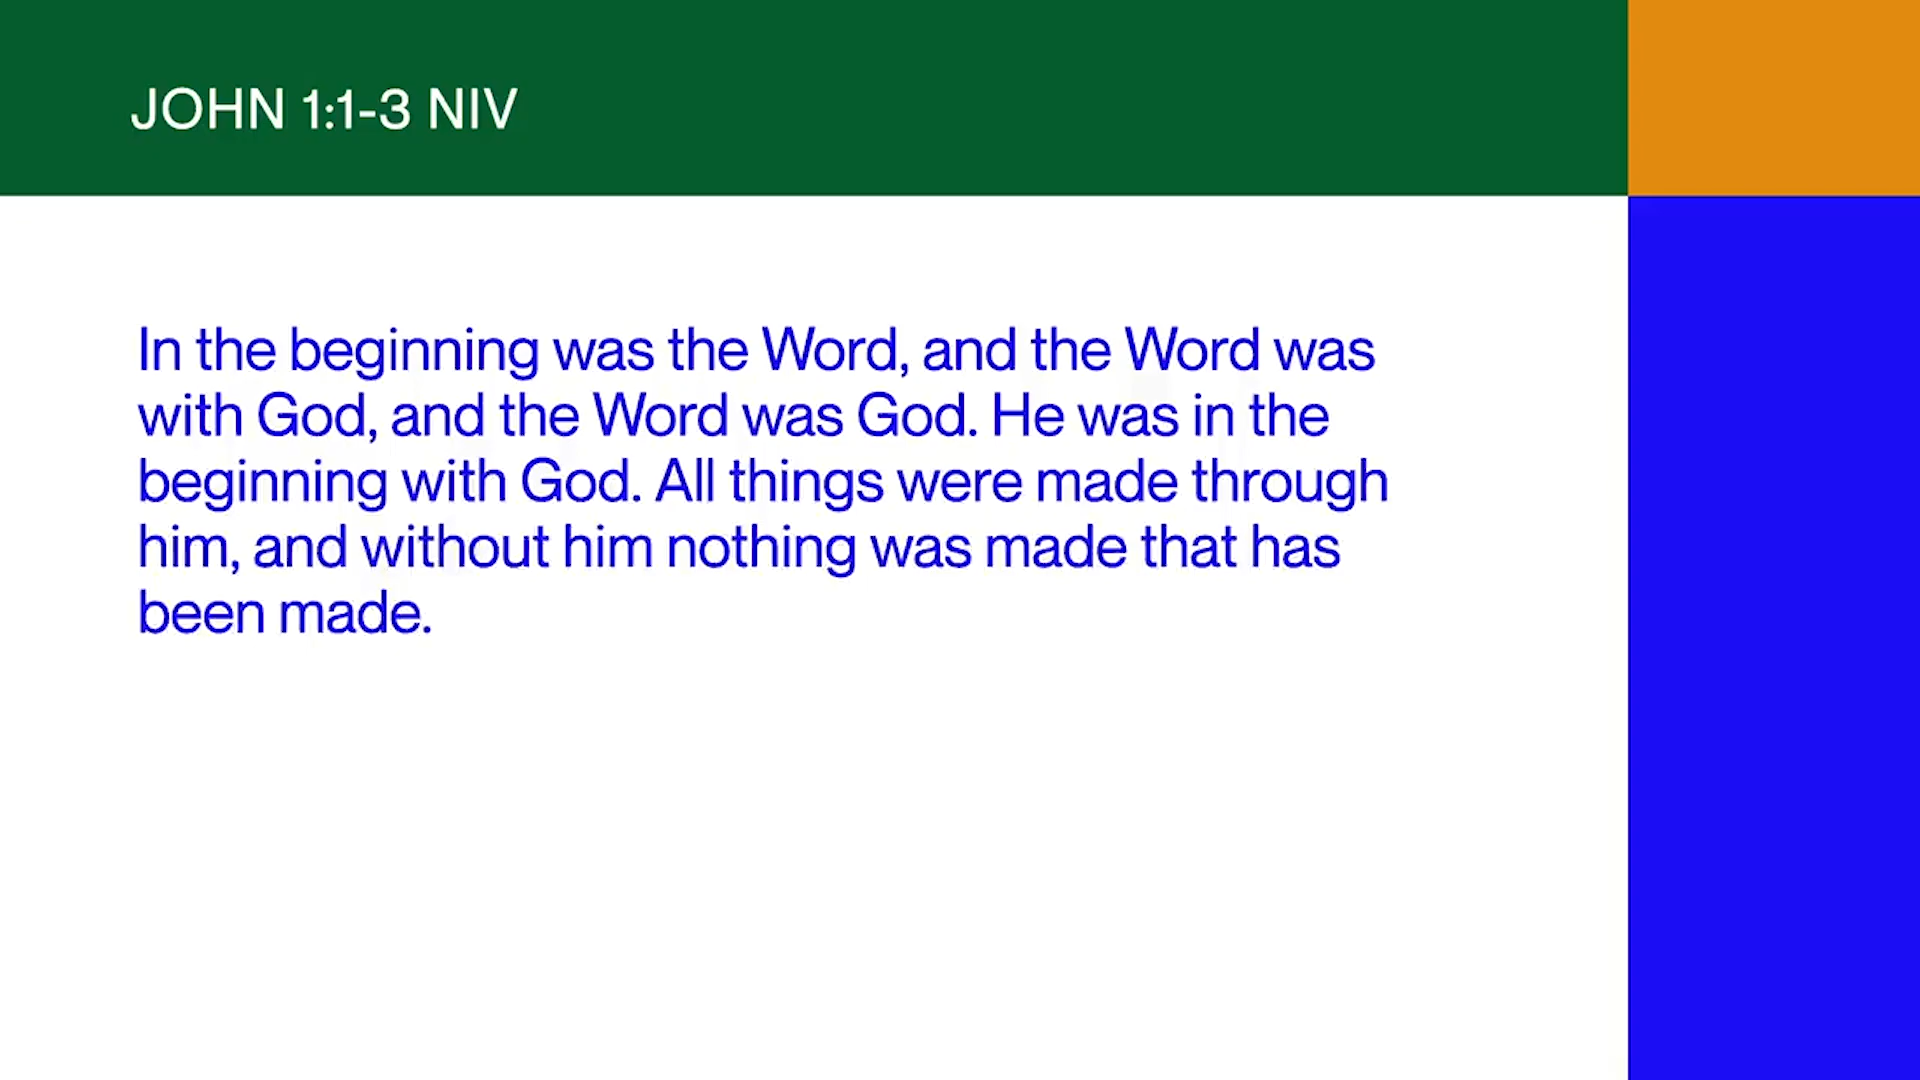 JOHN 1:1-3 NIV
In the beginning was the Word, and the Word was
with God, and the Word was God. He was in the
beginning with God. All things were made through
him, and without him nothing was made that has
been made.